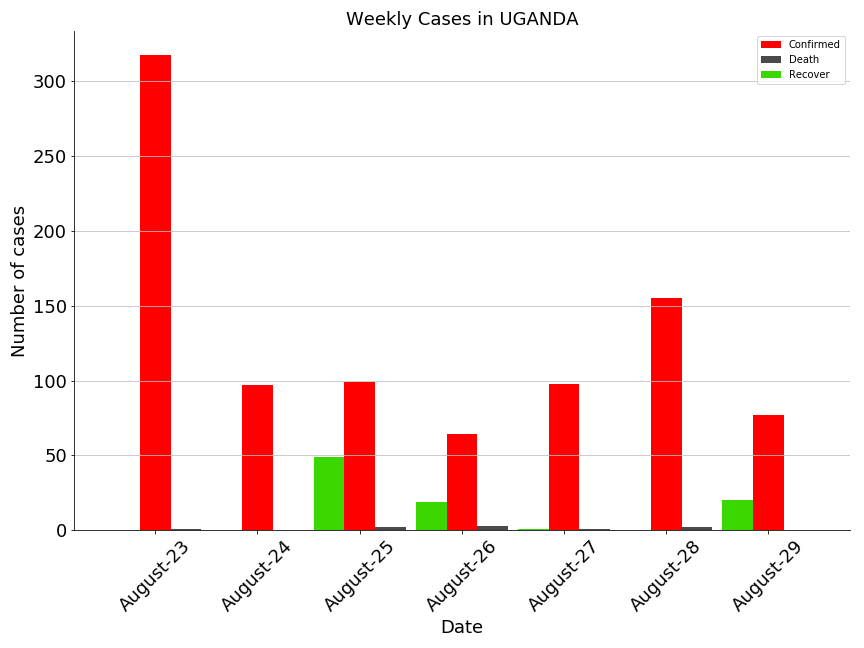 Weekly Cases in UGANDA
Confirmed
Death
Recover
Number of cases
300
250
200
150
100
50
0
August-23
August-24
August-25
August-26
August-27
August-28
August-29
Date